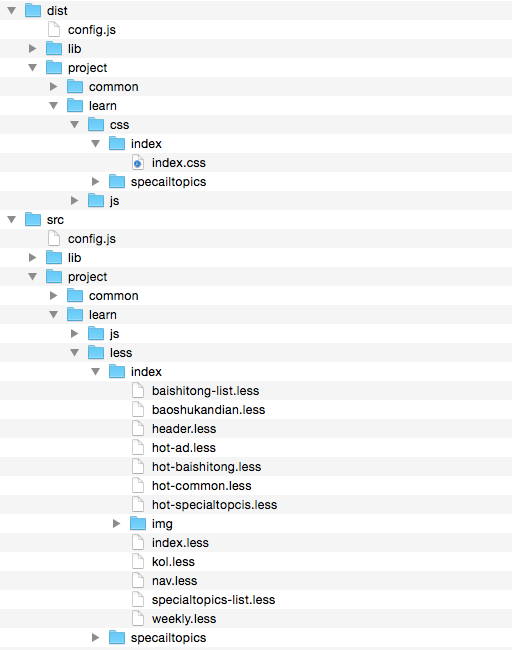 dist
config.js
lib
project
common
learn
css
index
index.css
specailtopics
js
src
config.js
lib
project
common
learn
js
less
index
baishitong-list.less
baoshukandian.less
header.less
hot-ad.less
hot-baishitong.less
hot-common.less
hot-specialtopcis.less
img
index.less
kol.less
nav.less
specialtopics-list.less
weekly.less
specailtopics